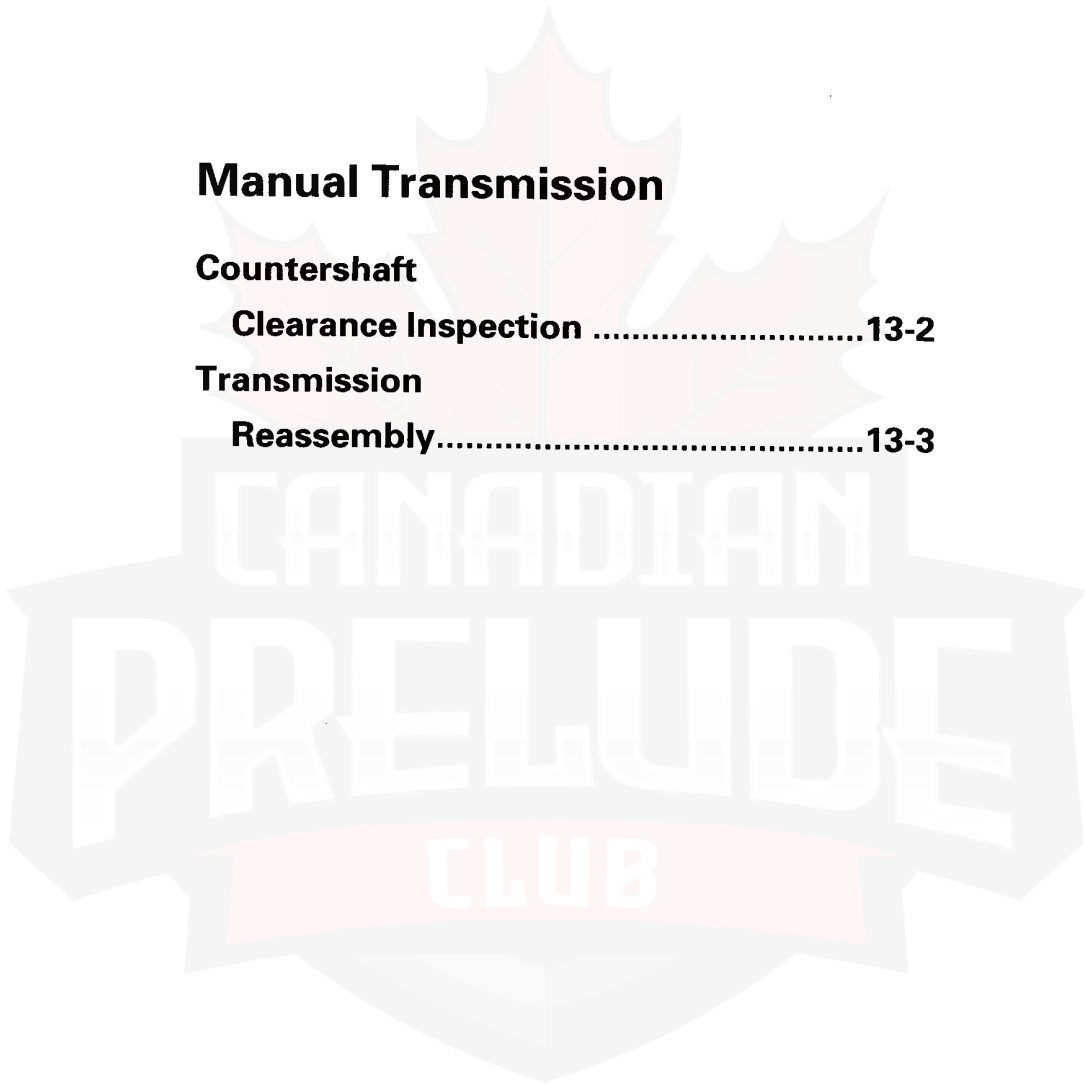 Manual Transmission
Countershaft
Clearance Inspection ............................13-2
Transmission
Reassembly............................................13-3
CANADIAN
PRELUDE
CLUB